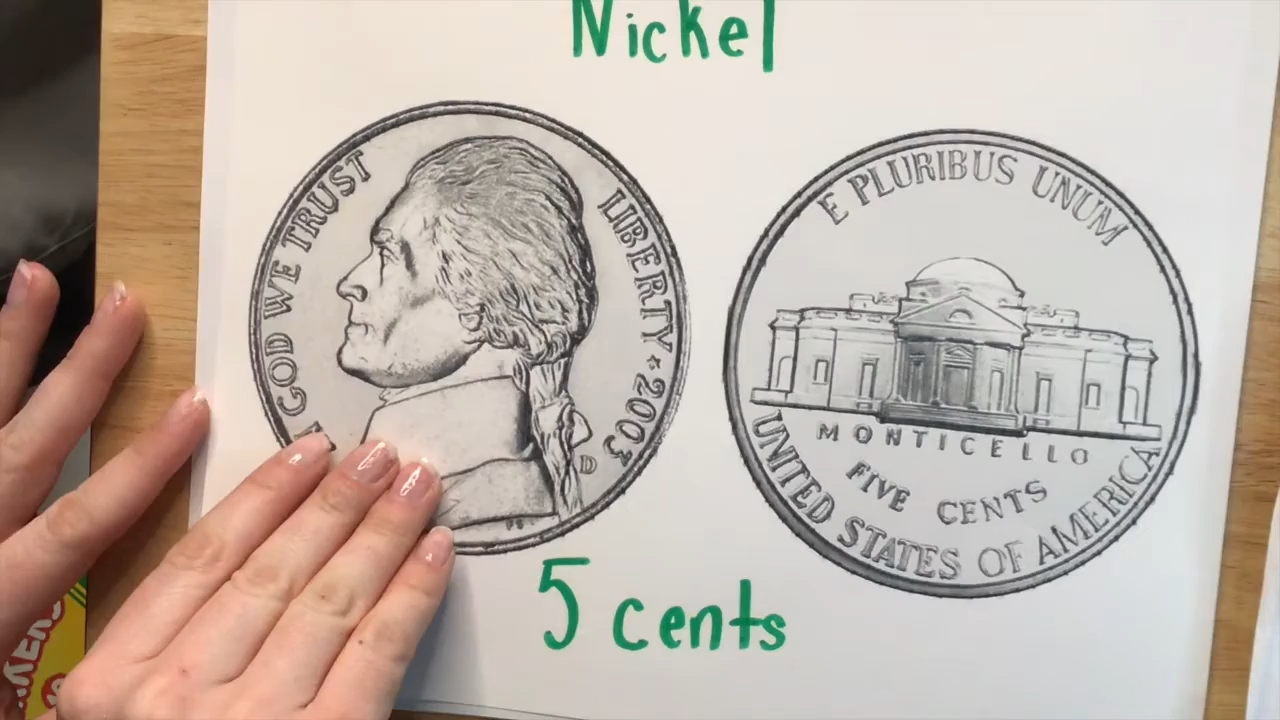 Nickel
GOD WE TRUST
LIBERTY * 2003
D
E PLURIBUS UNUM
MONTICELLO
FIVE CENTS
UNITED STATES OF AMERICA
5 cents